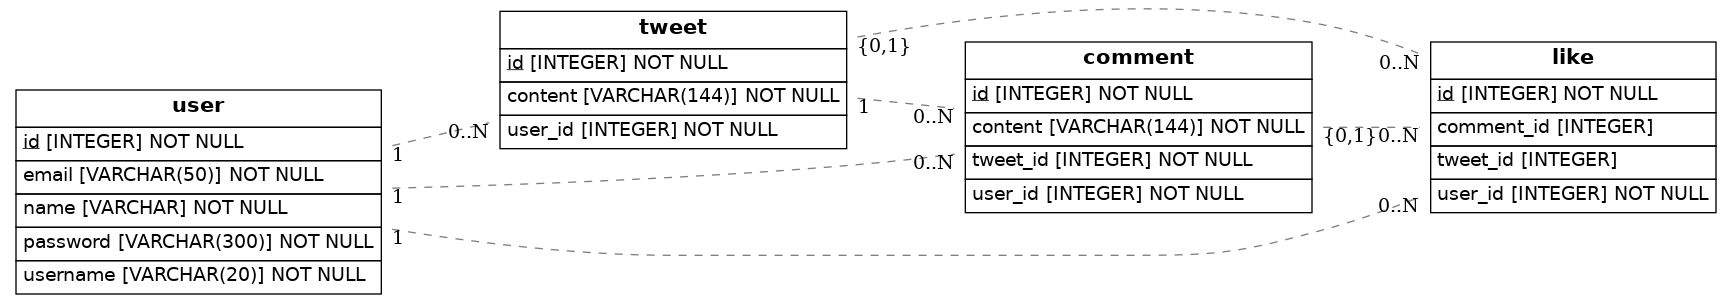 user
id [INTEGER] NOT NULL
email [VARCHAR(50)] NOT NULL
name [VARCHAR] NOT NULL
password [VARCHAR(300)] NOT NULL
username [VARCHAR(20)] NOT NULL
1
1
1
0..N
tweet
id [INTEGER] NOT NULL
content [VARCHAR(144)] NOT NULL
user_id [INTEGER] NOT NULL
{0,1}
1
0..N
0..N
comment
id [INTEGER] NOT NULL
content [VARCHAR(144)] NOT NULL
tweet_id [INTEGER] NOT NULL
user_id [INTEGER] NOT NULL
0..N
{0,1}0..N
0..N
like
id [INTEGER] NOT NULL
comment_id [INTEGER]
tweet_id [INTEGER]
user_id [INTEGER] NOT NULL